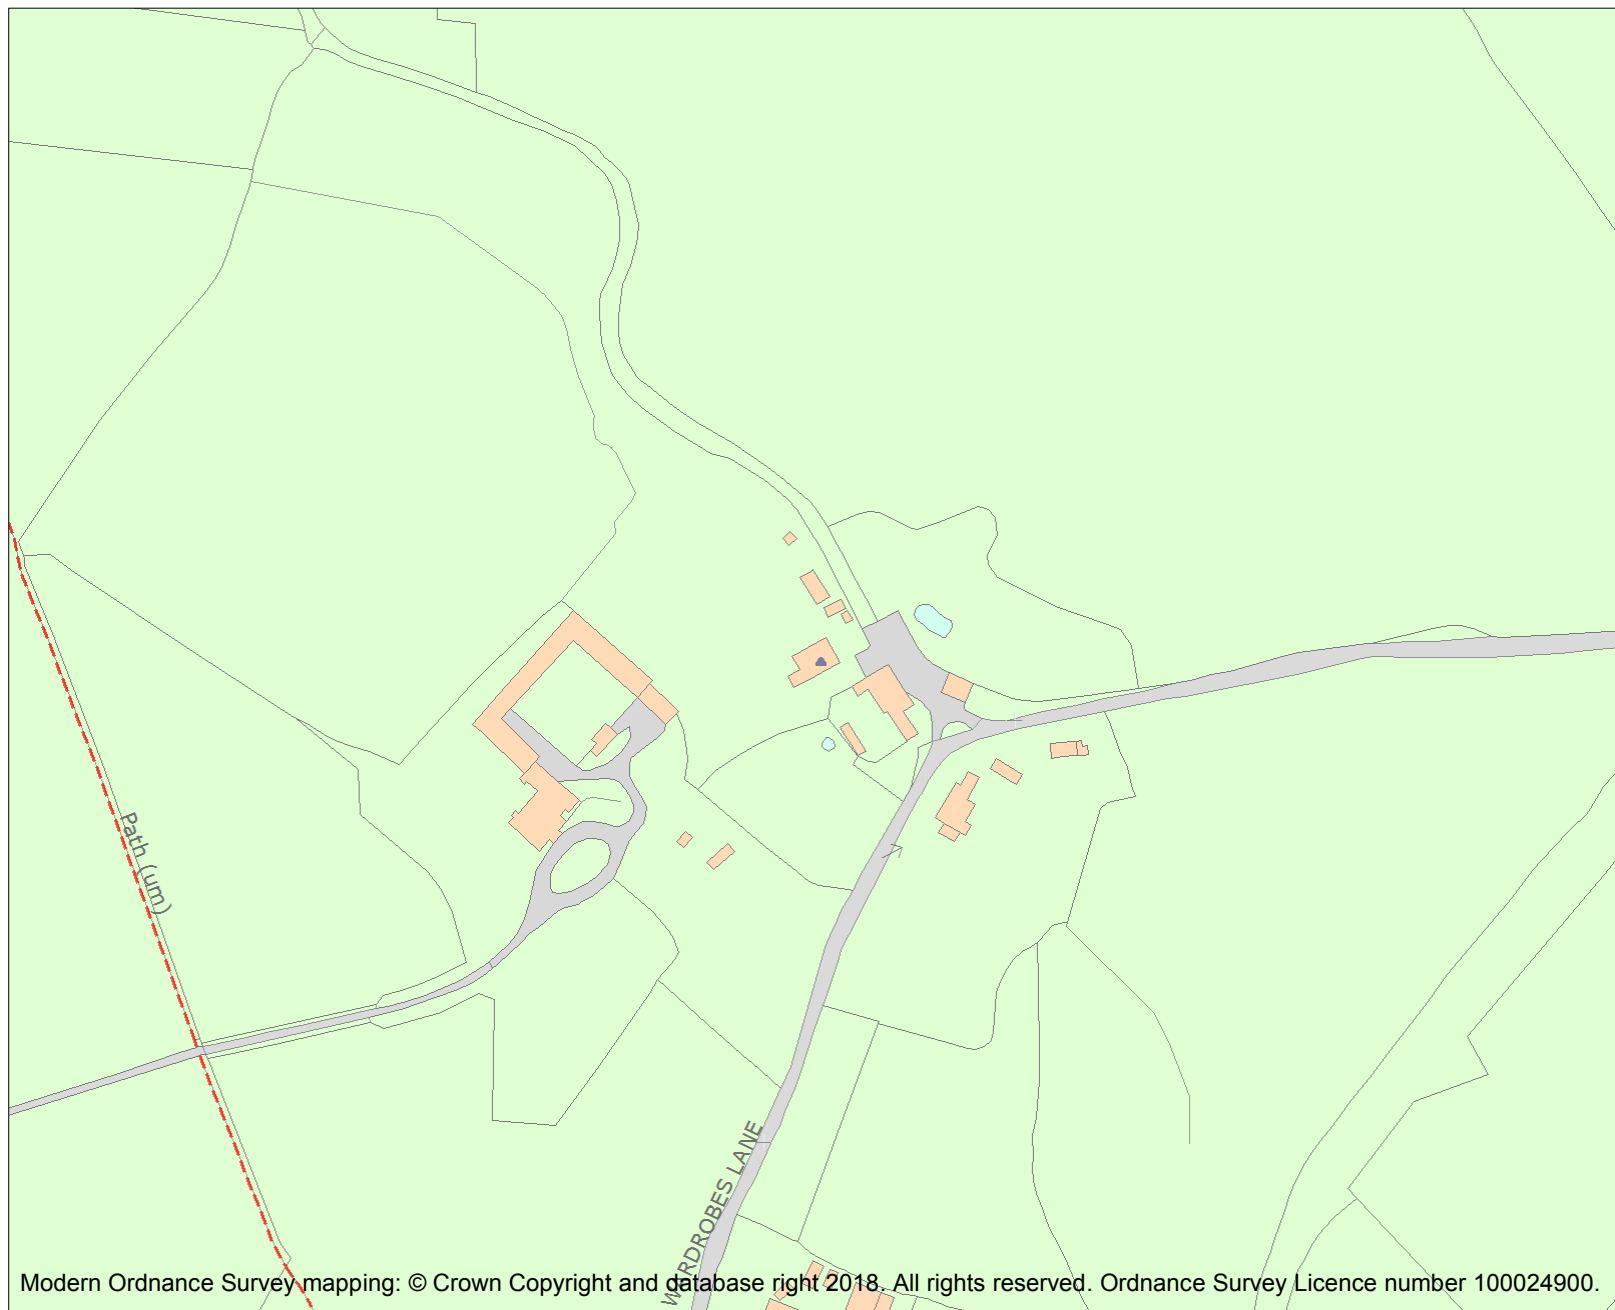 Path (um)
WARDROBES LANE
Modern Ordnance Survey mapping: © Crown Copyright and database right 2018. All rights reserved. Ordnance Survey Licence number 100024900.